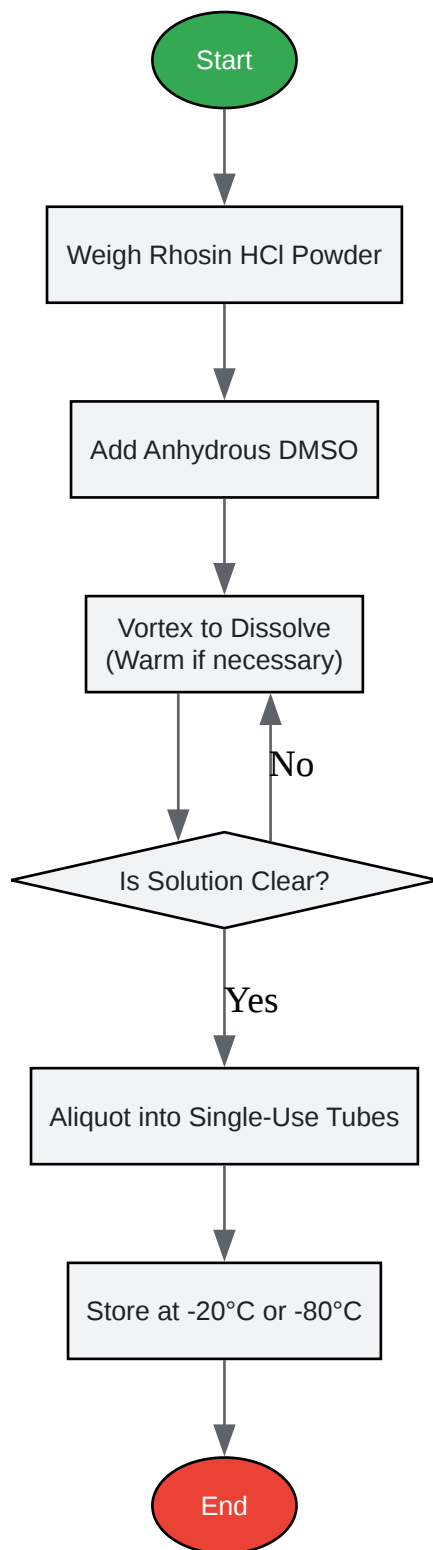 Start
Weigh Rhosin HCl Powder
Add Anhydrous DMSO
Vortex to Dissolve
(Warm if necessary)
No
Is Solution Clear?
Yes
Aliquot into Single-Use Tubes
Store at -20°C or -80°C
End